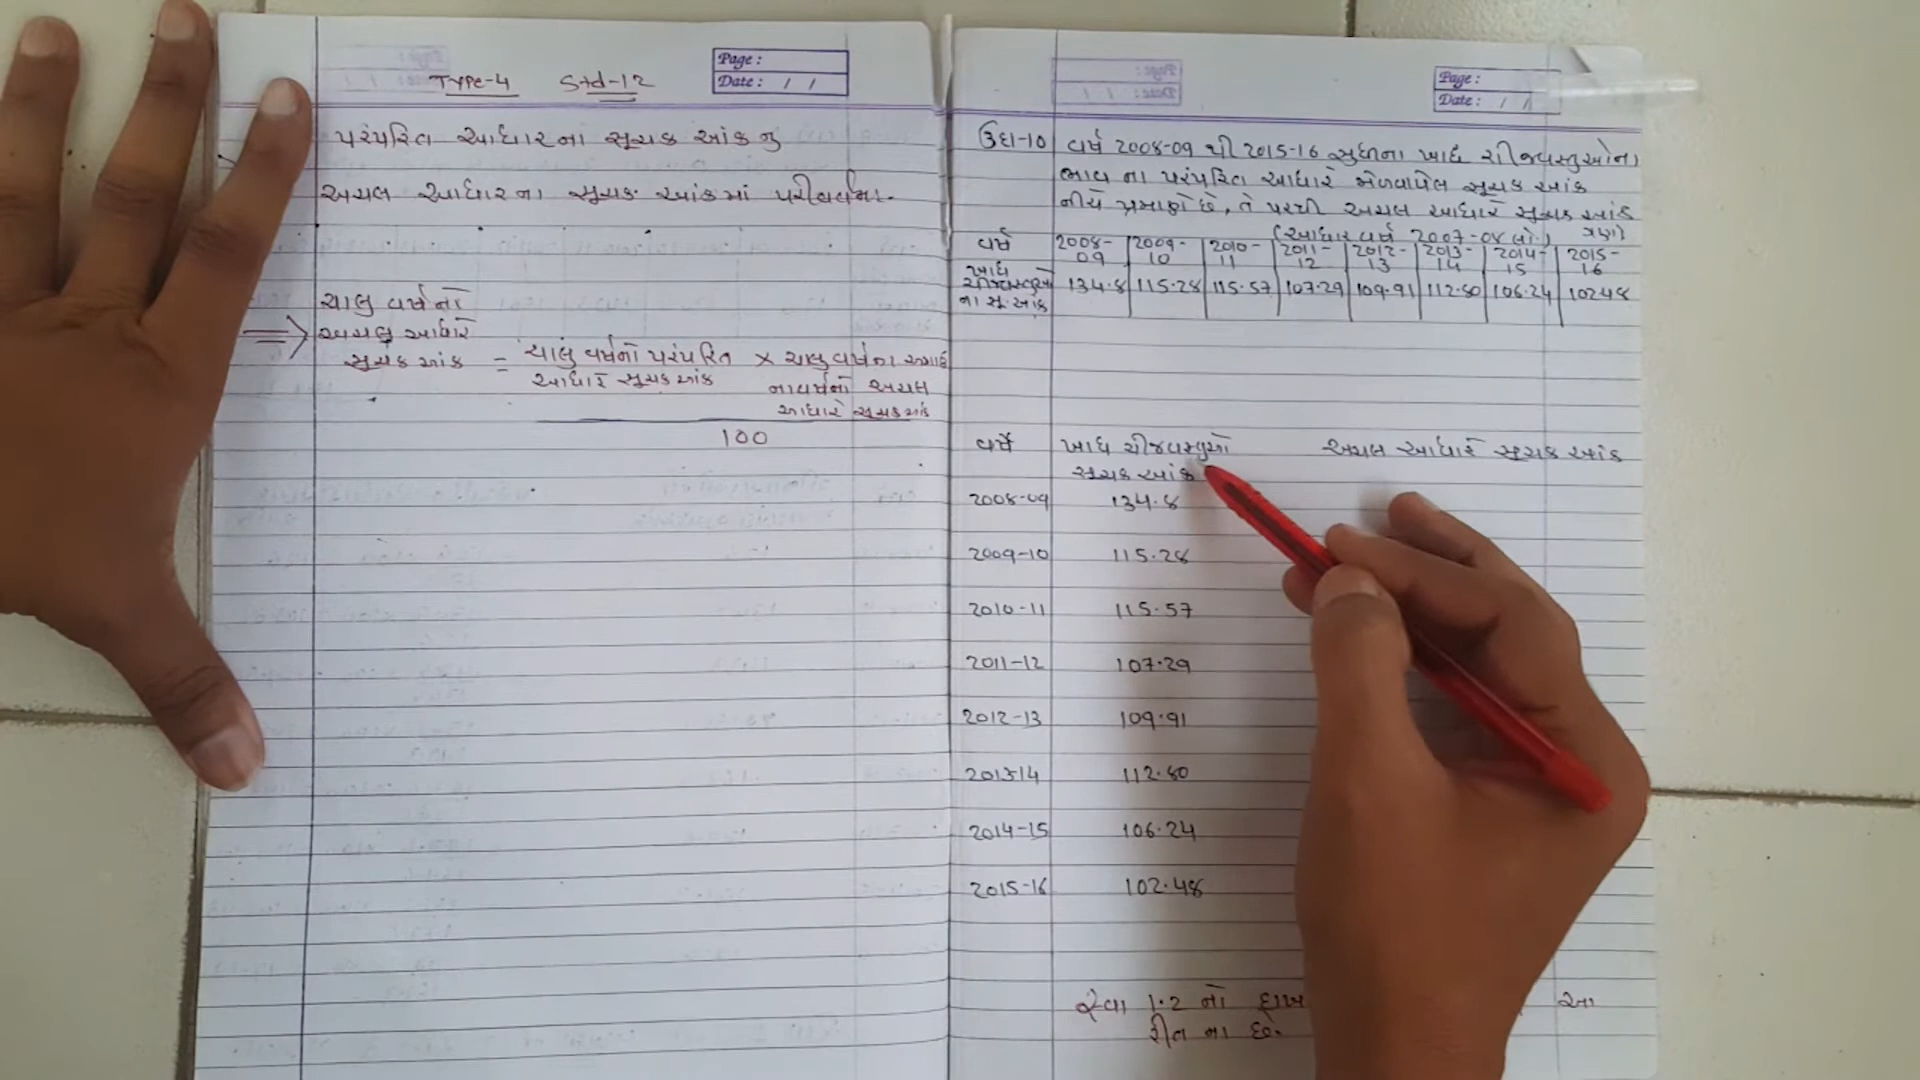 Type-4 Std-12
Page :
Date : / /
પરંપરિત આધારના સૂચક આંકનુ
અચલ આધારના સૂચક આંકમાં પરીવર્તન.
ચાલુ વર્ષનો
અચલ આધારે
સૂચક આંક = ચાલુ વર્ષનો પરંપરિત × ચાલુ વર્ષના અગાઉ
આધારે સૂચક આંક નાવર્ષનો અચલ
આધારે સૂચક આંક
100
Page :
Date : / /
ઉદા-10 વર્ષ 2008-09 થી 2015-16 સુધીના ખાધ ચીજવસ્તુઓના
ભાવ ના પરંપરિત આધારે મેળવાયેલ સૂચક આંક
નીચે પ્રમાણે છે, તે પરથી અચલ આધારે સૂચક આંક
(આધાર વર્ષ 2007-08 લો.) ગણો
વર્ષ 2008-09 2009-10 2010-11 2011-12 2012-13 2013-14 2014-15 2015-16
ખાધ
ચીજવસ્તુઓ 134.8 115.28 115.57 107.29 109.91 112.80 106.24 102.48
ના સૂ.આંક
વર્ષ ખાધ ચીજવસ્તુઓ અચલ આધારે સૂચક આંક
સૂચક આંક
2008-09 134.8
2009-10 115.28
2010-11 115.57
2011-12 107.29
2012-13 109.91
201314 112.80
2014-15 106.24
2015-16 102.48
સ્વા 1.2 નો દાખ આ
રીત ના છે.